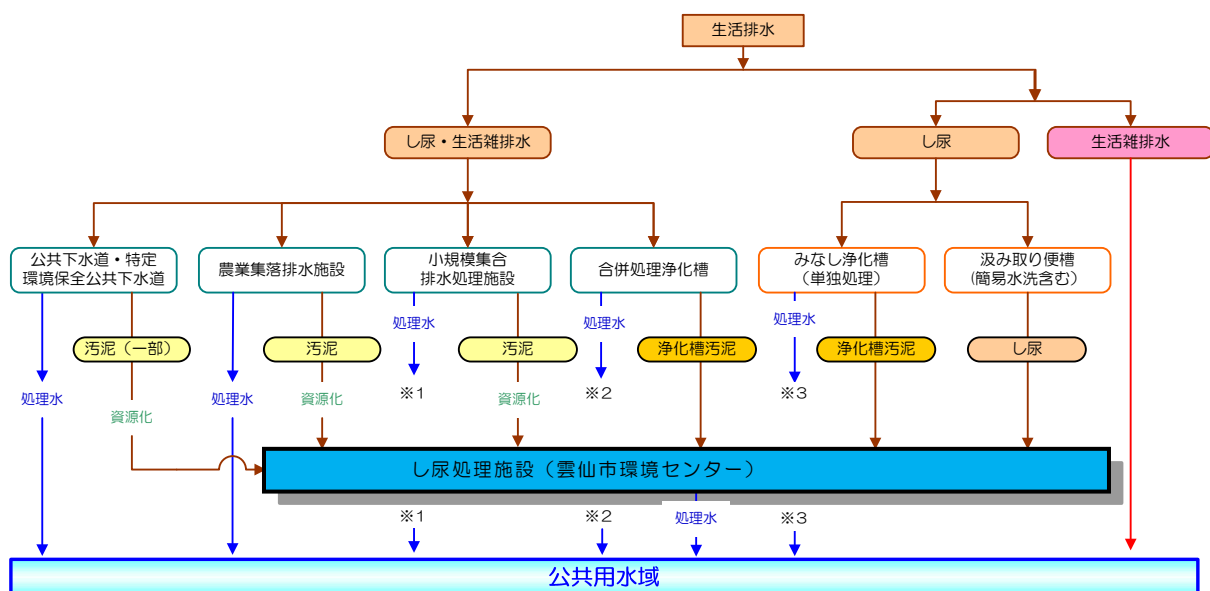 生活排水
し尿・生活雑排水
し尿
生活雑排水
公共下水道・特定
環境保全公共下水道
農業集落排水施設
小規模集合
排水処理施設
合併処理浄化槽
みなし浄化槽
(単独処理)
汲み取り便槽
(簡易水洗含む)
処理水
処理水
処理水
汚泥(一部)
汚泥
汚泥
浄化槽汚泥
浄化槽汚泥
し尿
処理水
処理水
※1
※2
※3
資源化
資源化
資源化
し尿処理施設(雲仙市環境センター)
※1
※2
処理水
※3
公共用水域